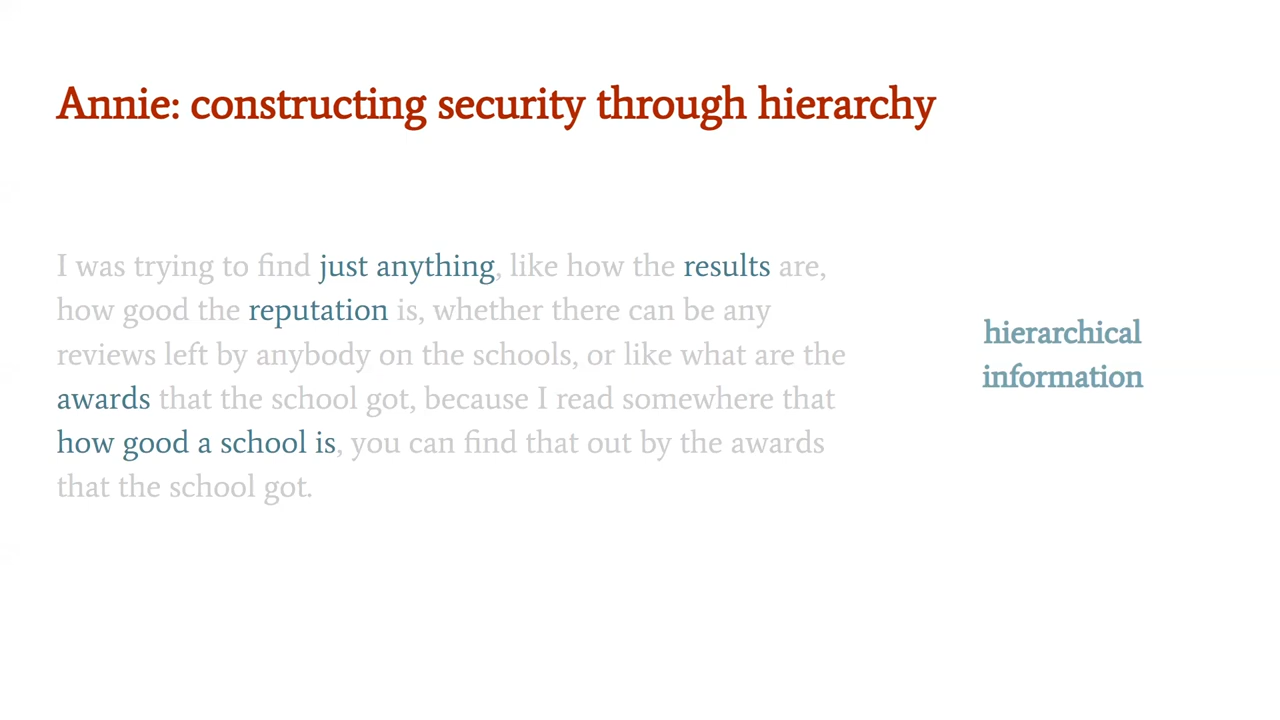 Annie: constructing security through hierarchy
I was trying to find just anything, like how the results are,
how good the reputation is, whether there can be any
reviews left by anybody on the schools, or like what are the
awards that the school got, because I read somewhere that
how good a school is, you can find that out by the awards
that the school got.
hierarchical
information